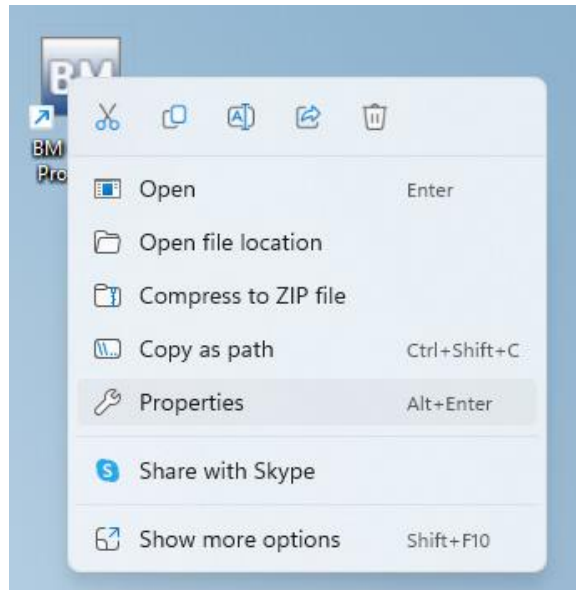 BM
BM
Pro
Open Enter
Open file location
Compress to ZIP file
Copy as path Ctrl+Shift+C
Properties Alt+Enter
Share with Skype
Show more options Shift+F10